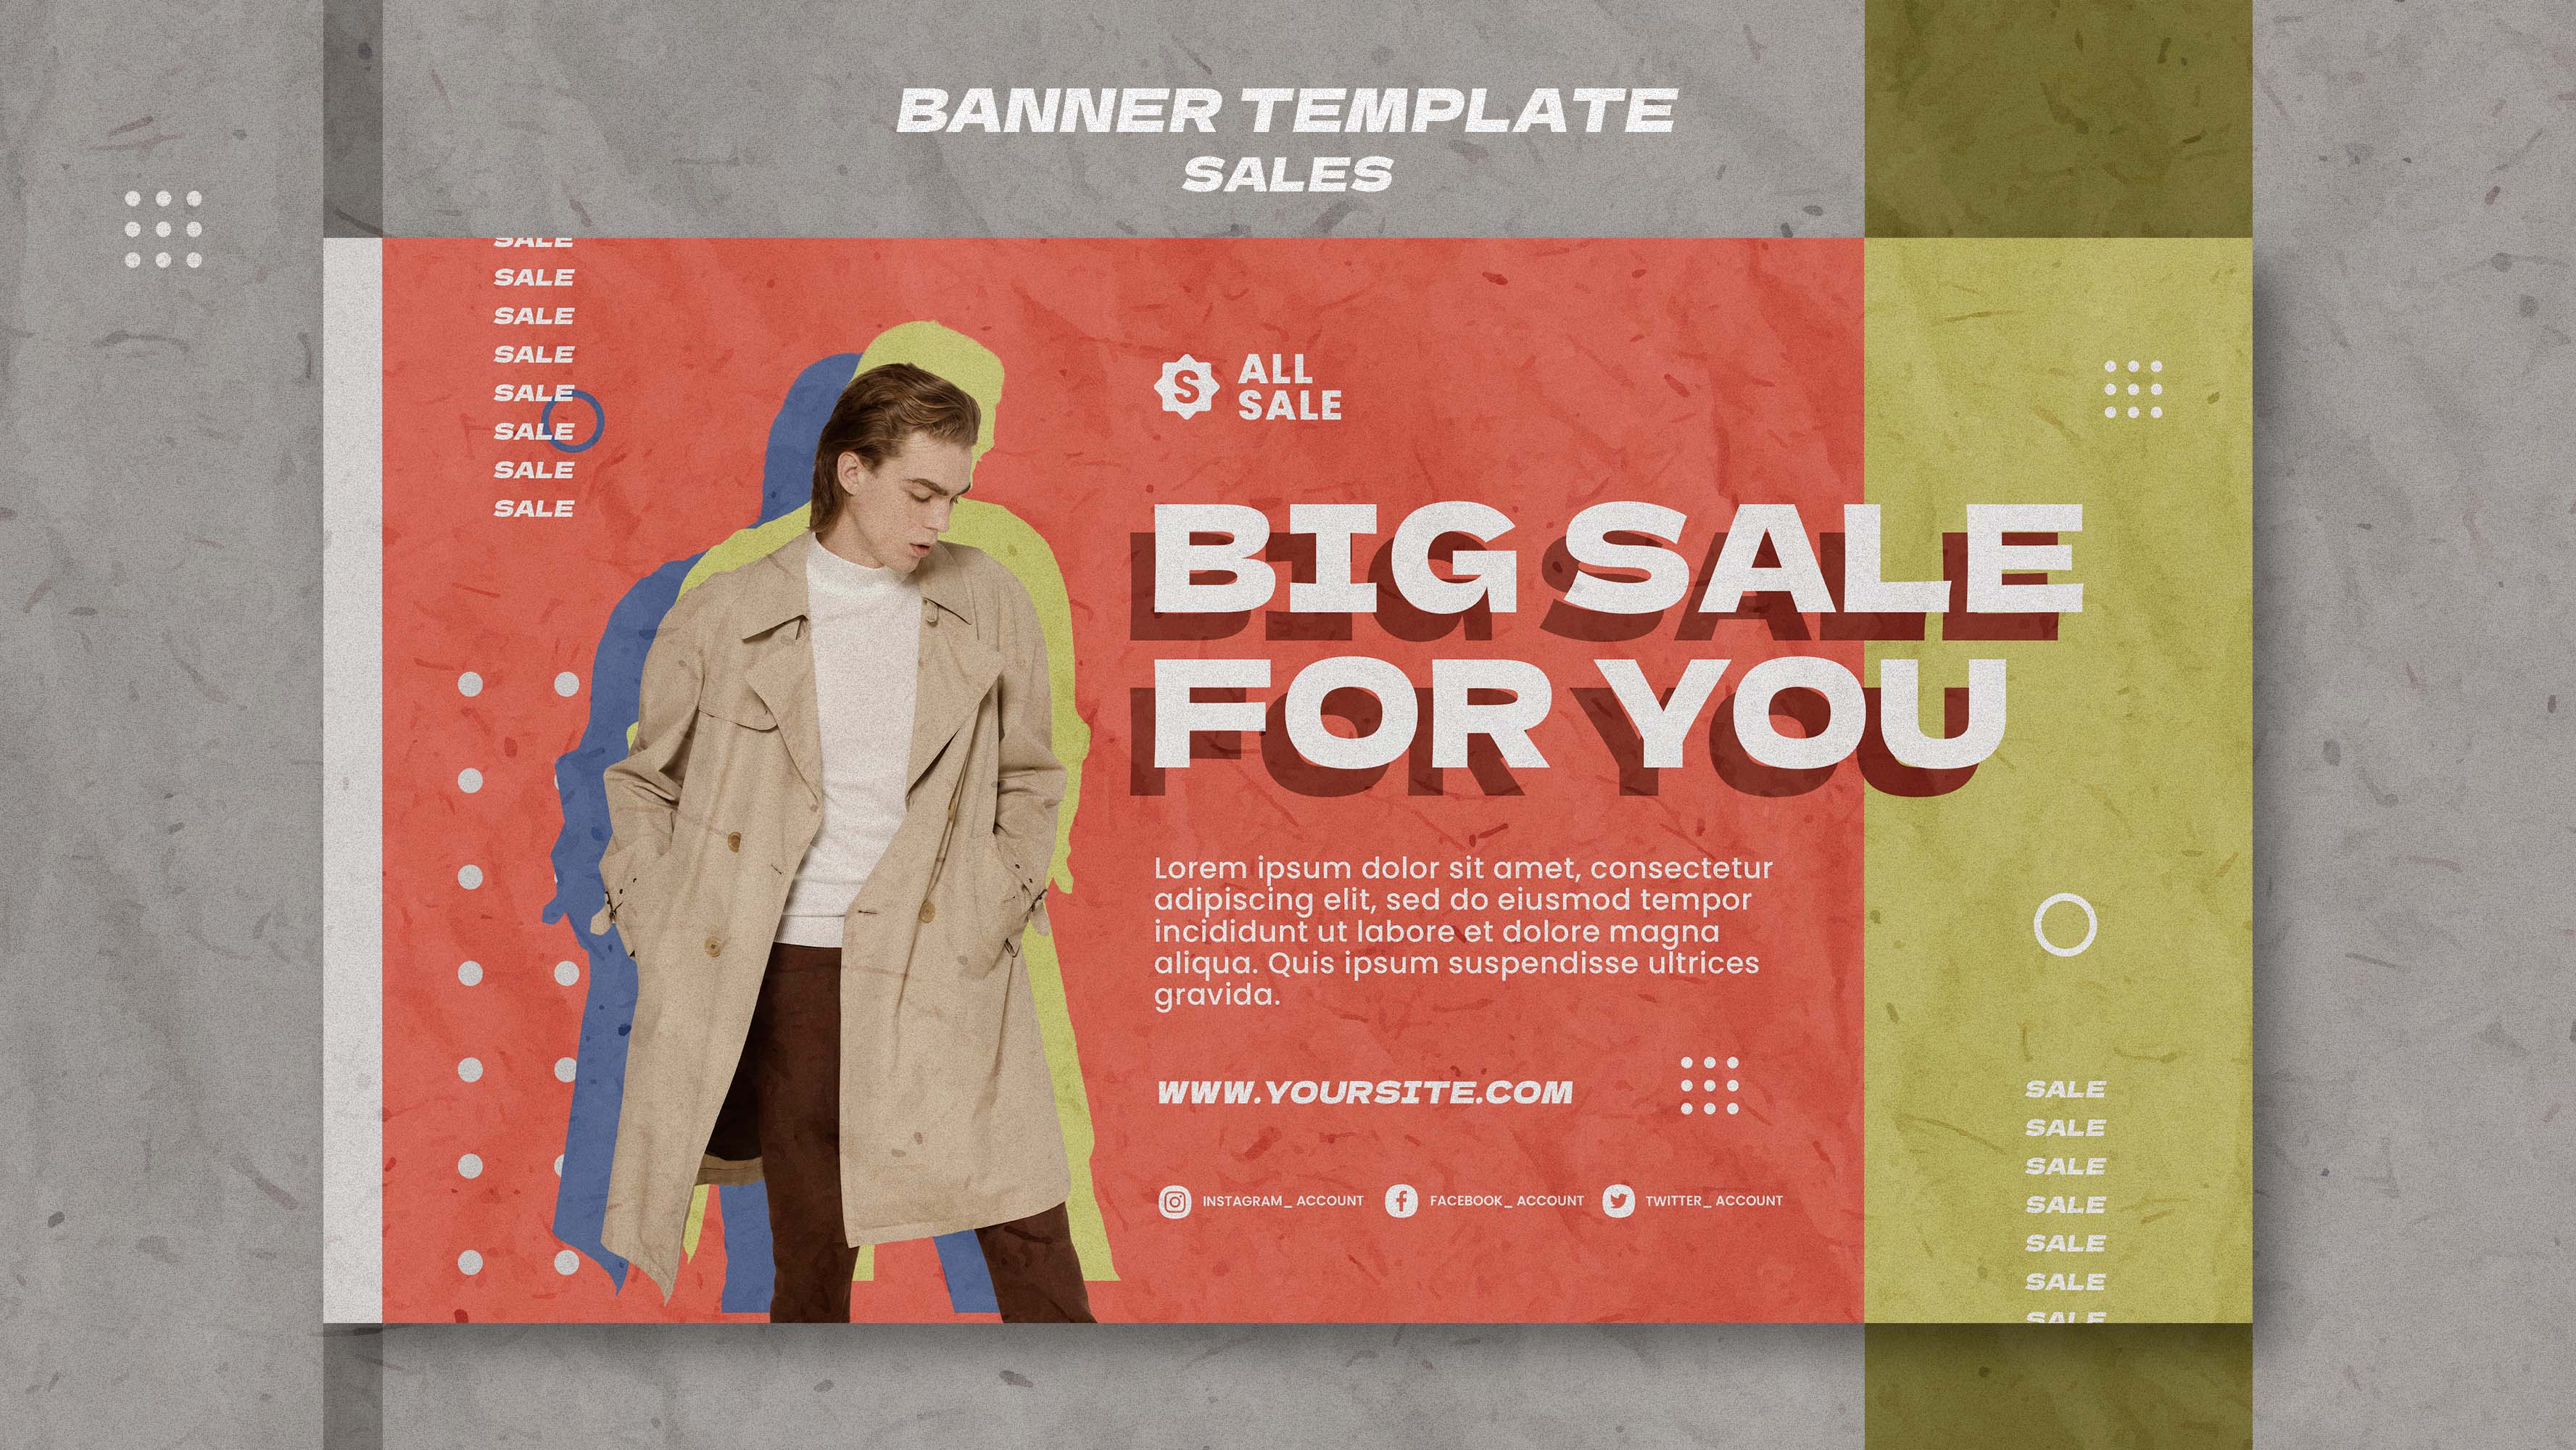 BANNER TEMPLATE
SALES
SALE
SALE
SALE
SALE
SALE
SALE
SALE
SALE
S
ALL
SALE
BIG SALE
FOR YOU
Lorem ipsum dolor sit amet, consectetur
adipiscing elit, sed do eiusmod tempor
incididunt ut labore et dolore magna
aliqua. Quis ipsum suspendisse ultrices
gravida.
WWW.YOURSITE.COM
INSTAGRAM_ ACCOUNT
FACEBOOK_ ACCOUNT
TWITTER_ ACCOUNT
SALE
SALE
SALE
SALE
SALE
SALE
SALE